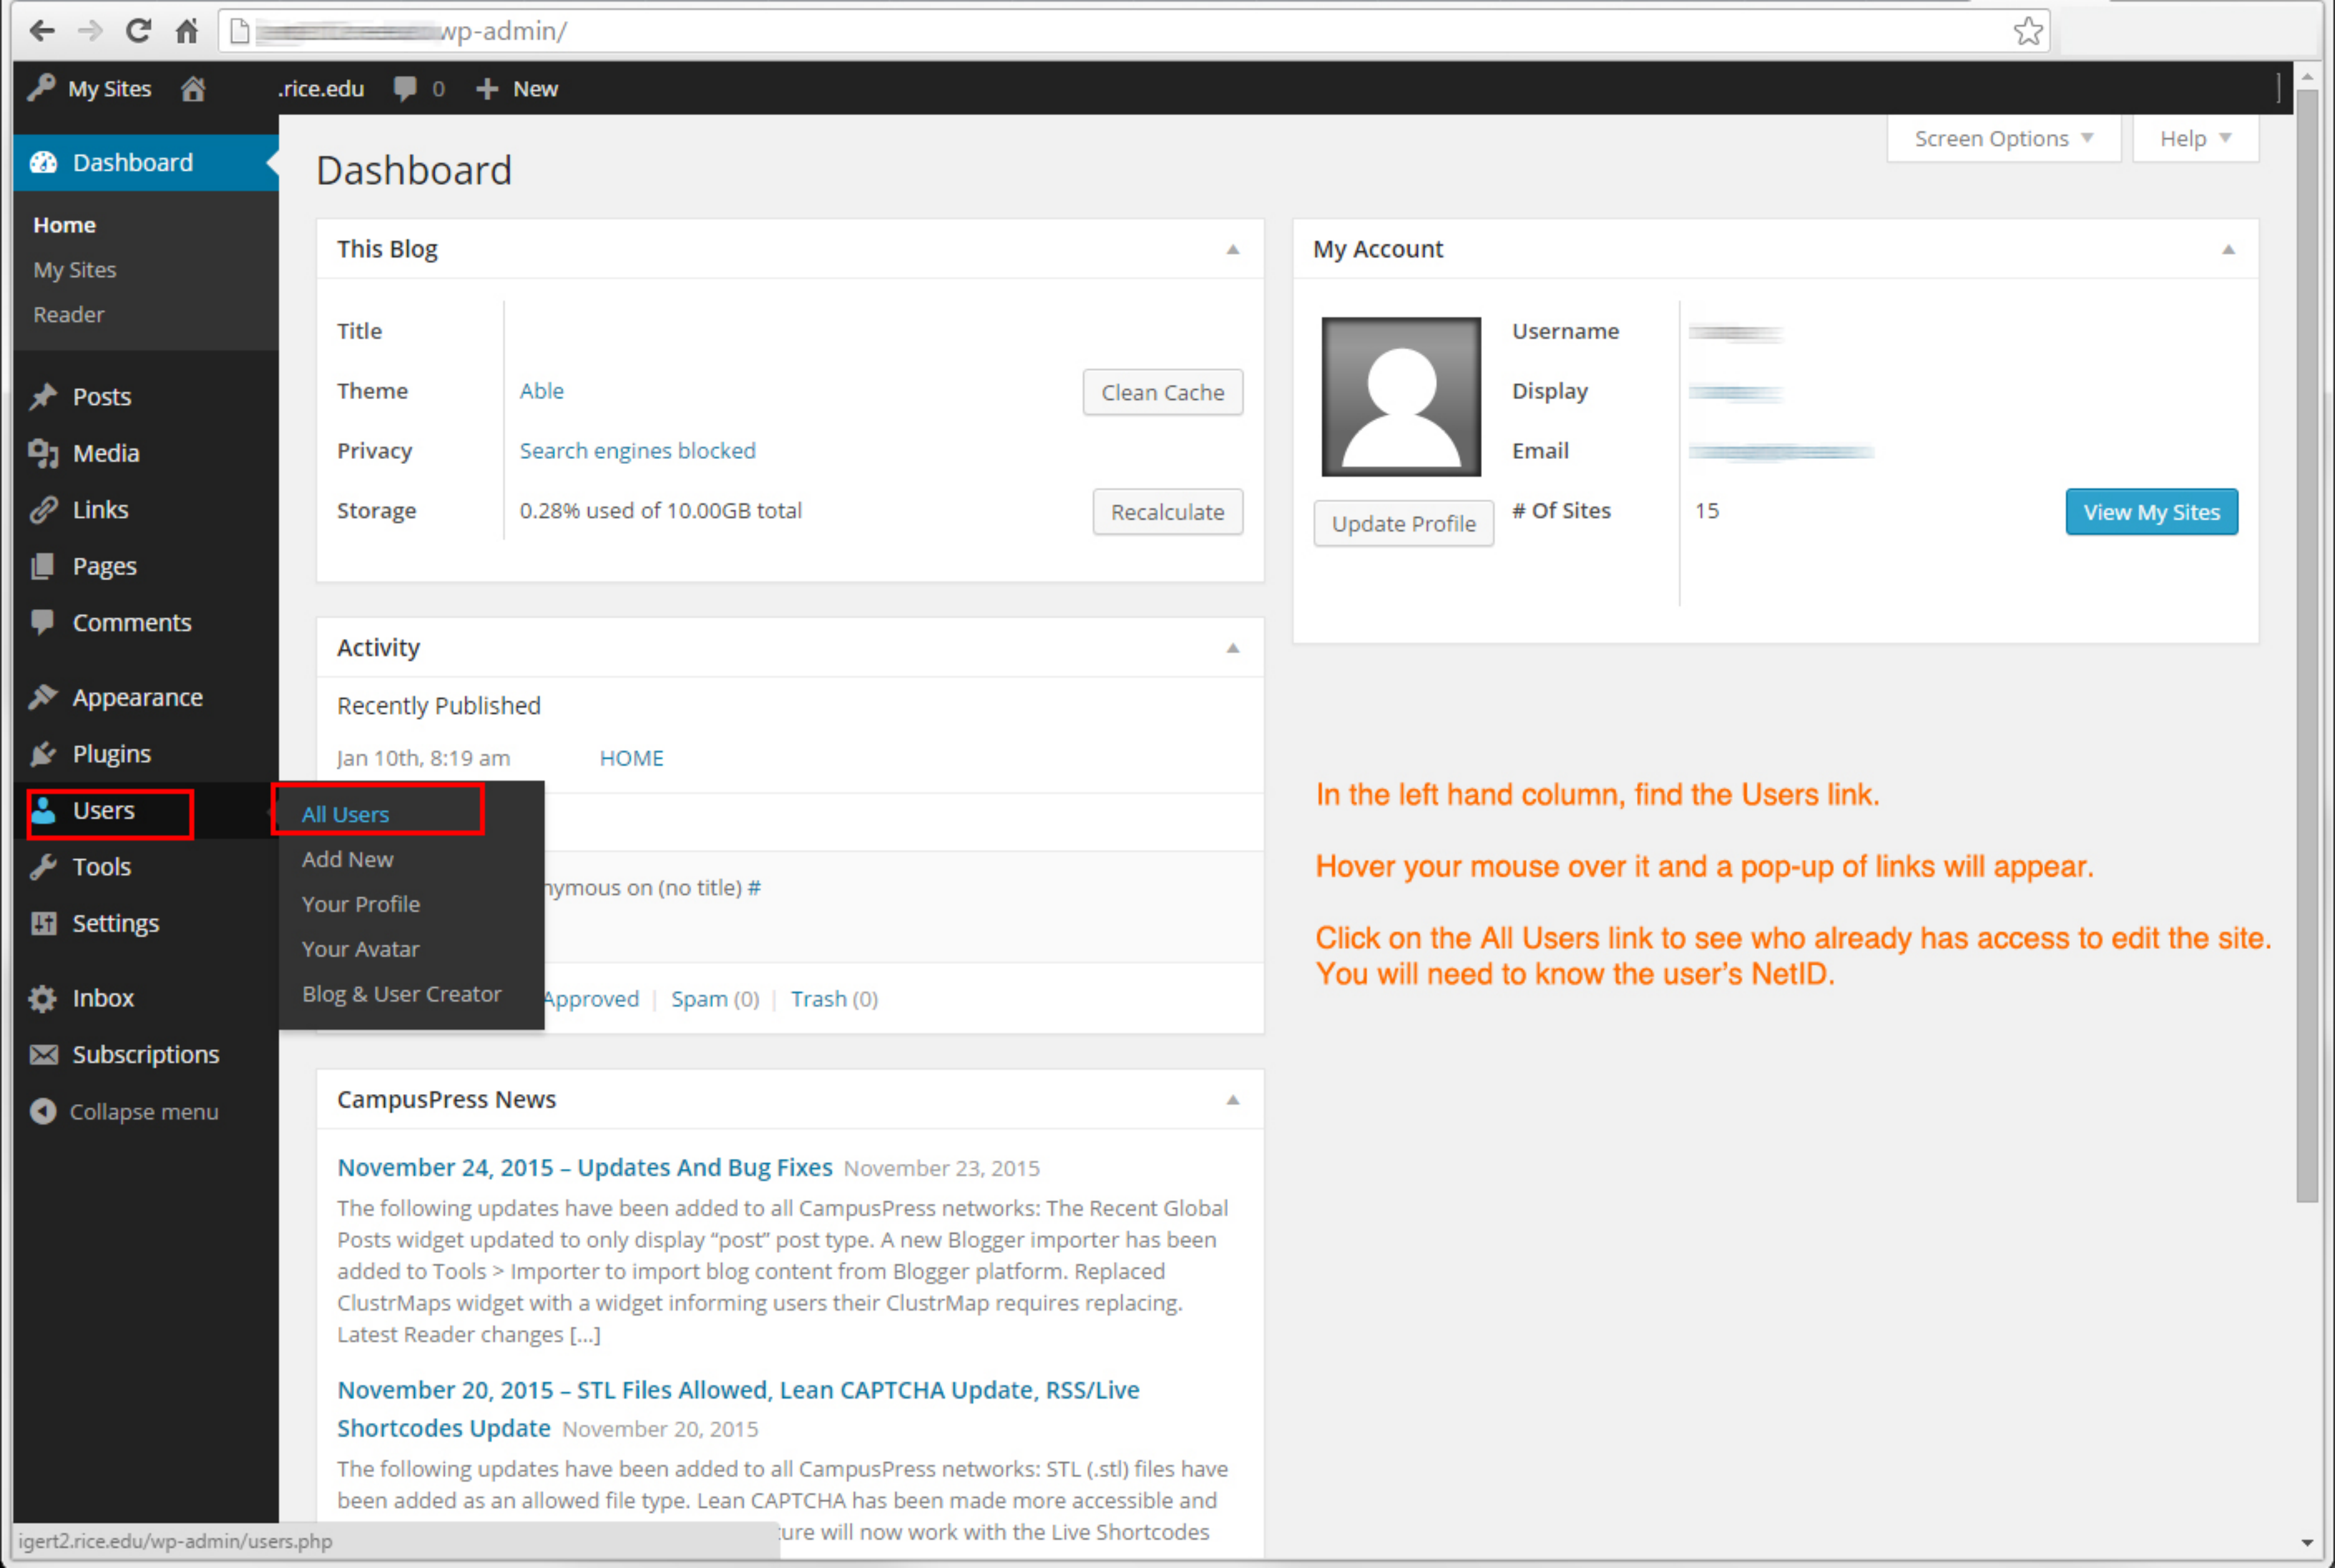 wp-admin/
My Sites .rice.edu 0 + New
Screen Options Help
Dashboard
Home
My Sites
Reader
Posts
Media
Links
Pages
Comments
Appearance
Plugins
Users
Tools
Settings
Inbox
Subscriptions
Collapse menu
All Users
Add New
Your Profile
Your Avatar
Blog & User Creator
Dashboard
This Blog
Title
Theme Able Clean Cache
Privacy Search engines blocked
Storage 0.28% used of 10.00GB total Recalculate
My Account
Username
Display
Email
# Of Sites 15 View My Sites
Update Profile
Activity
Recently Published
Jan 10th, 8:19 am HOME
nymous on (no title) #
Approved | Spam (0) | Trash (0)
In the left hand column, find the Users link.
Hover your mouse over it and a pop-up of links will appear.
Click on the All Users link to see who already has access to edit the site.
You will need to know the user's NetID.
CampusPress News
November 24, 2015 – Updates And Bug Fixes November 23, 2015
The following updates have been added to all CampusPress networks: The Recent Global
Posts widget updated to only display “post” post type. A new Blogger importer has been
added to Tools > Importer to import blog content from Blogger platform. Replaced
ClustrMaps widget with a widget informing users their ClustrMap requires replacing.
Latest Reader changes […]
November 20, 2015 – STL Files Allowed, Lean CAPTCHA Update, RSS/Live
Shortcodes Update November 20, 2015
The following updates have been added to all CampusPress networks: STL (.stl) files have
been added as an allowed file type. Lean CAPTCHA has been made more accessible and
ture will now work with the Live Shortcodes
igert2.rice.edu/wp-admin/users.php